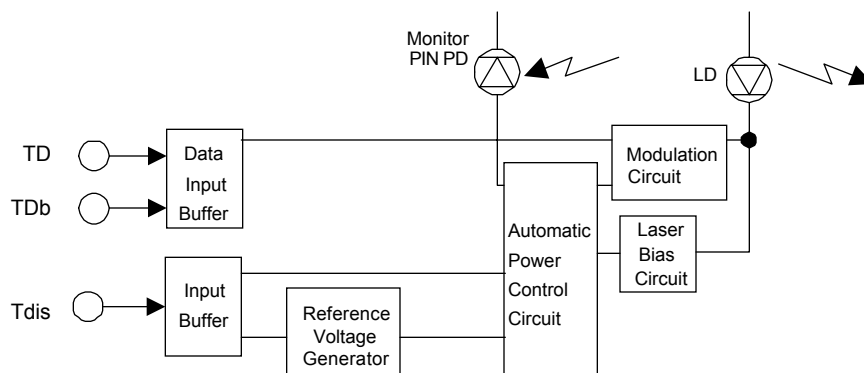 Monitor
PIN PD
LD
TD
TDb
Data
Input
Buffer
Modulation
Circuit
Automatic
Power
Control
Circuit
Laser
Bias
Circuit
Tdis
Input
Buffer
Reference
Voltage
Generator